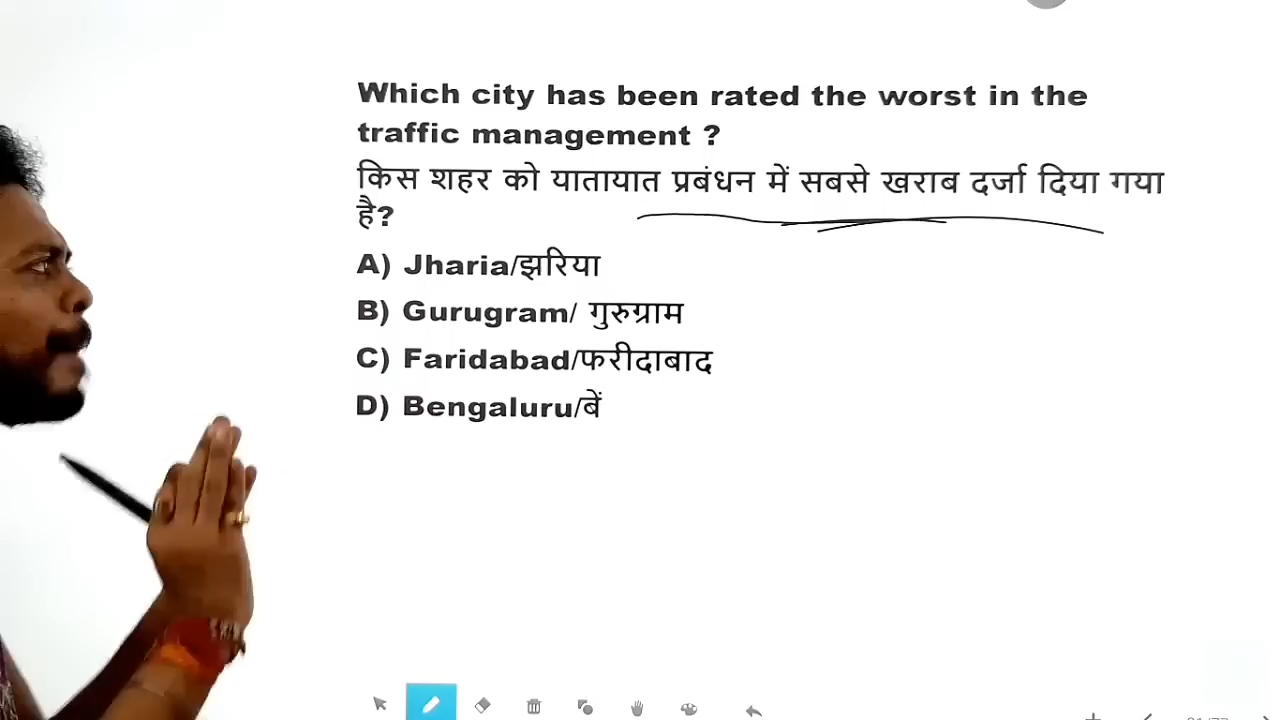 Which city has been rated the worst in the
traffic management ?
किस शहर को यातायात प्रबंधन में सबसे खराब दर्जा दिया गया
है?
A) Jharia/झरिया
B) Gurugram/ गुरुग्राम
C) Faridabad/फरीदाबाद
D) Bengaluru/बें